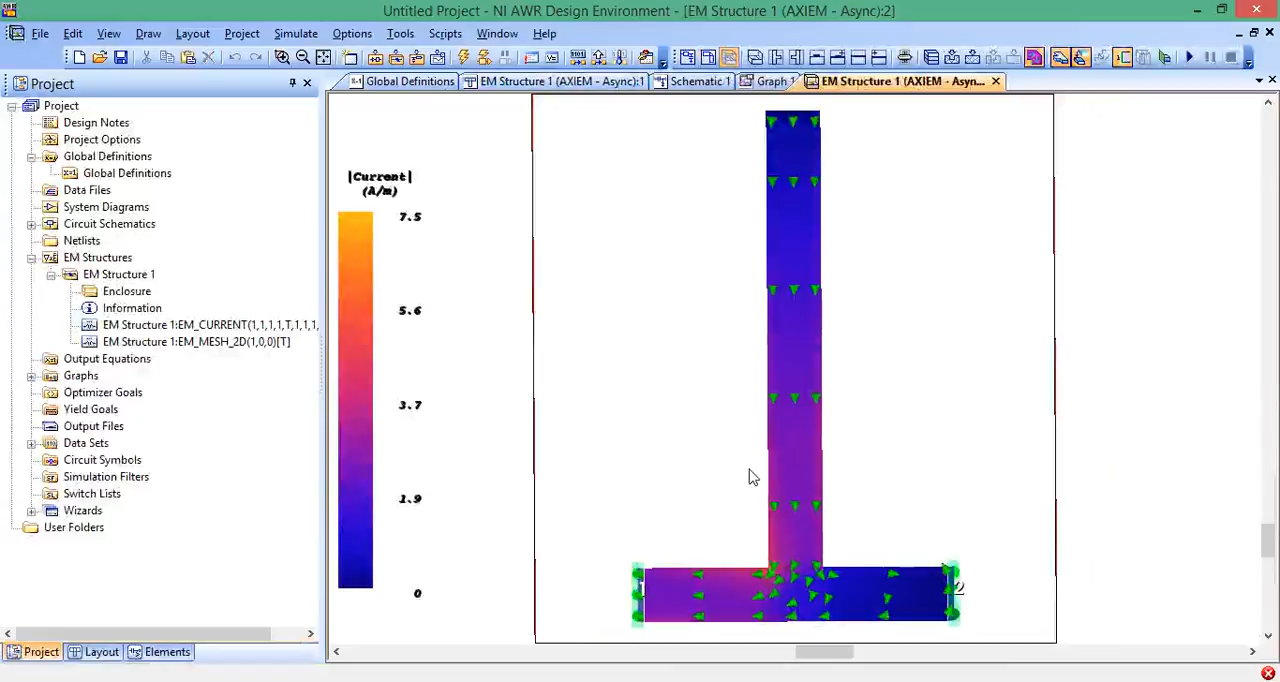 Untitled Project - NI AWR Design Environment - [EM Structure 1 (AXIEM - Async):2]
File Edit View Draw Layout Project Simulate Options Tools Scripts Window Help
Project
Global Definitions EM Structure 1 (AXIEM - Async):1 Schematic 1 Graph 1 EM Structure 1 (AXIEM - Asyn...
Project
Design Notes
Project Options
Global Definitions
Global Definitions
Data Files
System Diagrams
Circuit Schematics
Netlists
EM Structures
EM Structure 1
Enclosure
Information
EM Structure 1:EM_CURRENT(1,1,1,1,T,1,1,1,
EM Structure 1:EM_MESH_2D(1,0,0)[T]
Output Equations
Graphs
Optimizer Goals
Yield Goals
Output Files
Data Sets
Circuit Symbols
Simulation Filters
Switch Lists
Wizards
User Folders
|Current|
(A/m)
7.5
5.6
3.7
1.9
0
1
2
Project Layout Elements